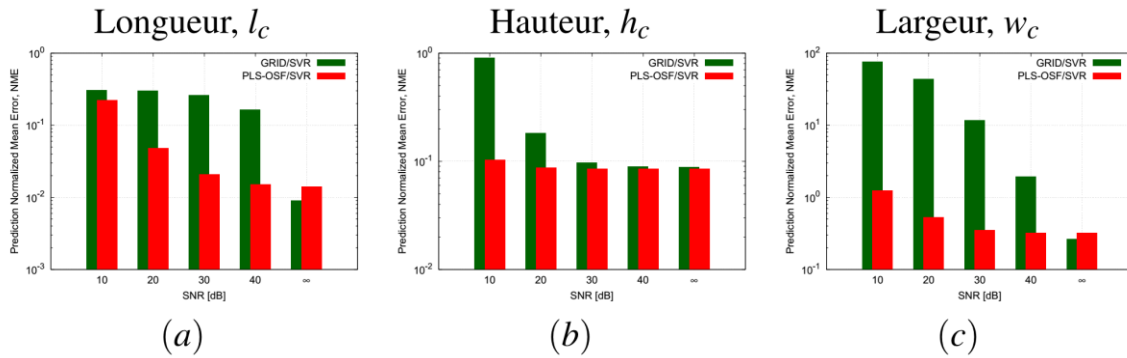 Longueur, l_c
Hauteur, h_c
Largeur, w_c
Prediction Normalized Mean Error, NME
10^0
10^-1
10^-2
10^-3
GRID/SVR
PLS-OSF/SVR
10 20 30 40 ∞
SNR [dB]
(a)
Prediction Normalized Mean Error, NME
10^0
10^-1
10^-2
GRID/SVR
PLS-OSF/SVR
10 20 30 40 ∞
SNR [dB]
(b)
Prediction Normalized Mean Error, NME
10^2
10^1
10^0
10^-1
GRID/SVR
PLS-OSF/SVR
10 20 30 40 ∞
SNR [dB]
(c)